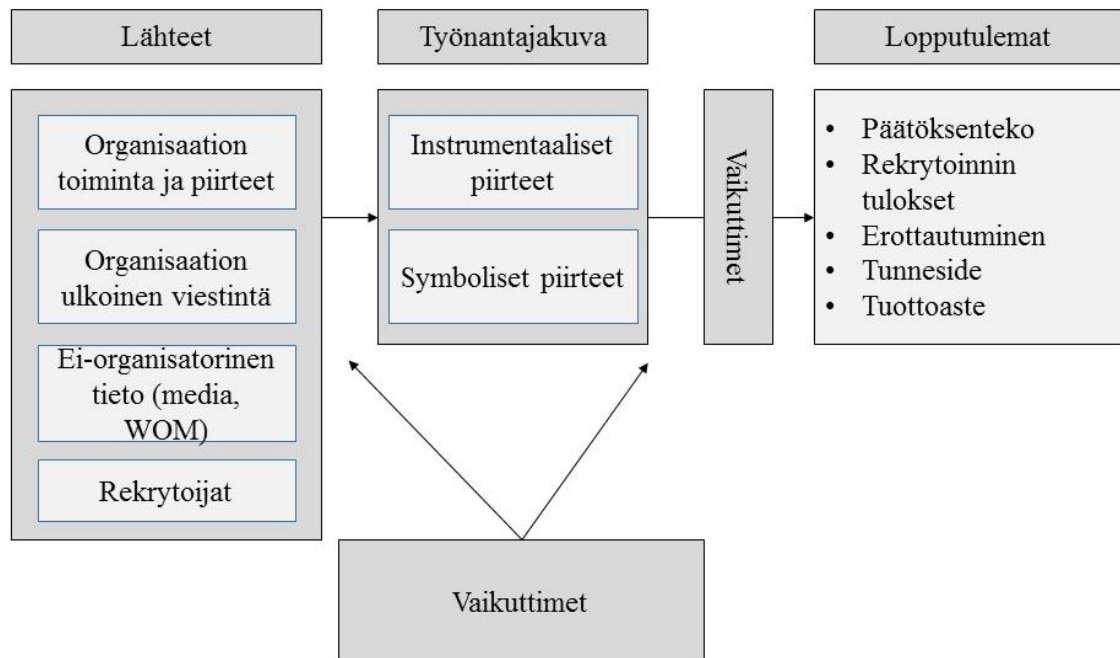 Lähteet
Työnantajakuva
Lopputulemat
Organisaation
toiminta ja piirteet
Organisaation
ulkoinen viestintä
Ei-organisatorinen
tieto (media,
WOM)
Rekrytoijat
Instrumentaaliset
piirteet
Symboliset piirteet
Vaikuttimet
• Päätöksenteko
• Rekrytoinnin
tulokset
• Erottautuminen
• Tunneside
• Tuottoaste
Vaikuttimet